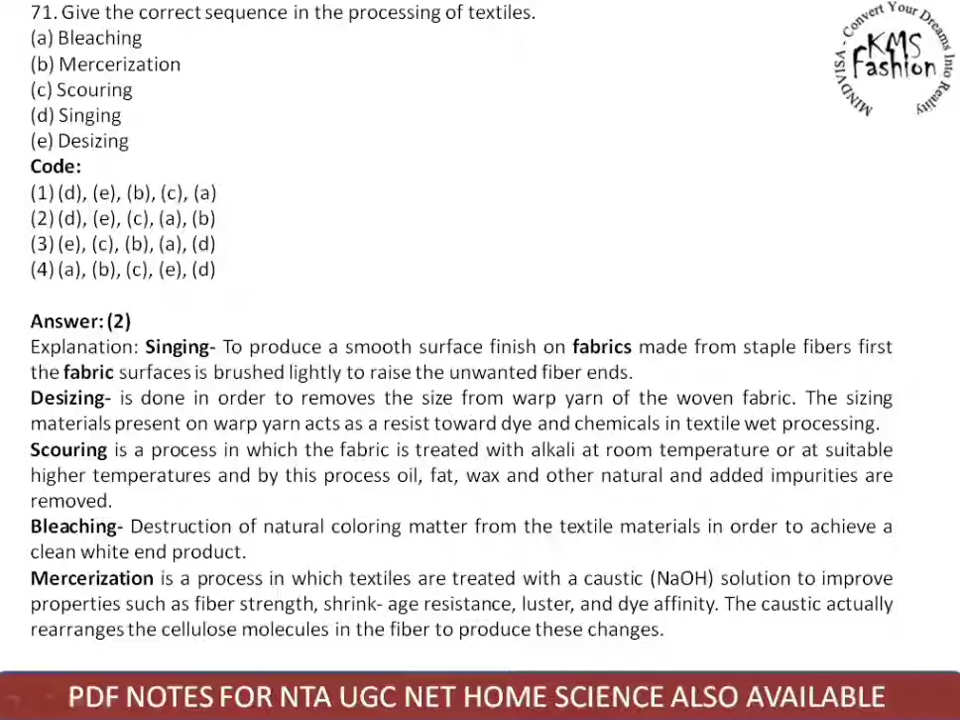 71. Give the correct sequence in the processing of textiles.
(a) Bleaching
(b) Mercerization
(c) Scouring
(d) Singing
(e) Desizing
Code:
(1) (d), (e), (b), (c), (a)
(2) (d), (e), (c), (a), (b)
(3) (e), (c), (b), (a), (d)
(4) (a), (b), (c), (e), (d)
Answer: (2)
Explanation: Singing- To produce a smooth surface finish on fabrics made from staple fibers first
the fabric surfaces is brushed lightly to raise the unwanted fiber ends.
Desizing- is done in order to removes the size from warp yarn of the woven fabric. The sizing
materials present on warp yarn acts as a resist toward dye and chemicals in textile wet processing.
Scouring is a process in which the fabric is treated with alkali at room temperature or at suitable
higher temperatures and by this process oil, fat, wax and other natural and added impurities are
removed.
Bleaching- Destruction of natural coloring matter from the textile materials in order to achieve a
clean white end product.
Mercerization is a process in which textiles are treated with a caustic (NaOH) solution to improve
properties such as fiber strength, shrink- age resistance, luster, and dye affinity. The caustic actually
rearranges the cellulose molecules in the fiber to produce these changes.
MINDVISA - Convert Your Dreams Into Reality
KMS
Fashion
PDF NOTES FOR NTA UGC NET HOME SCIENCE ALSO AVAILABLE